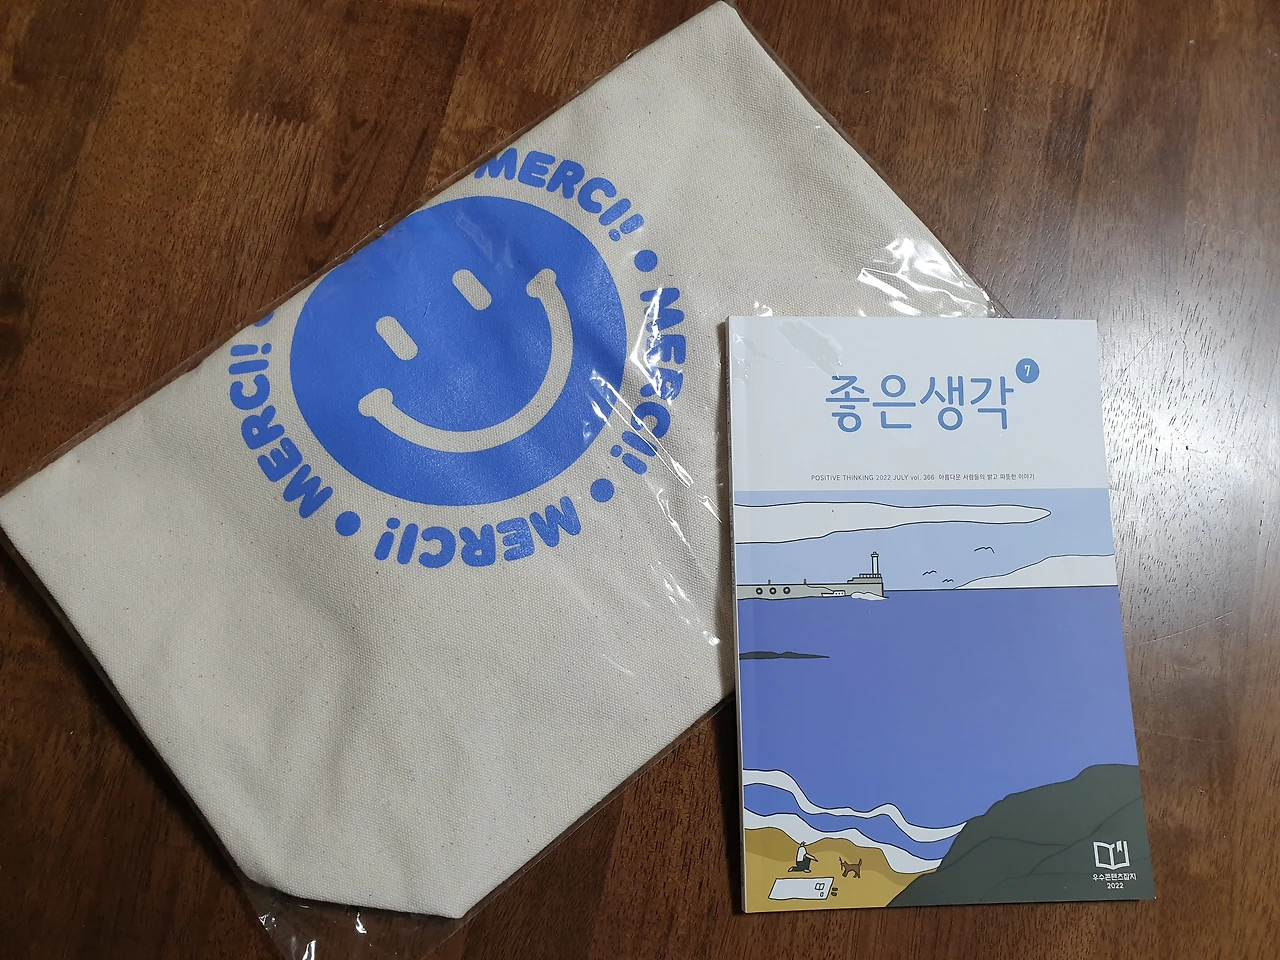 MERCI!
MERCI!
MERCI!
MERCI!
좋은생각
7
POSITIVE THINKING 2022 JULY vol. 366 아름다운 사람들의 밝고 따뜻한 이야기
우수콘텐츠잡지
2022